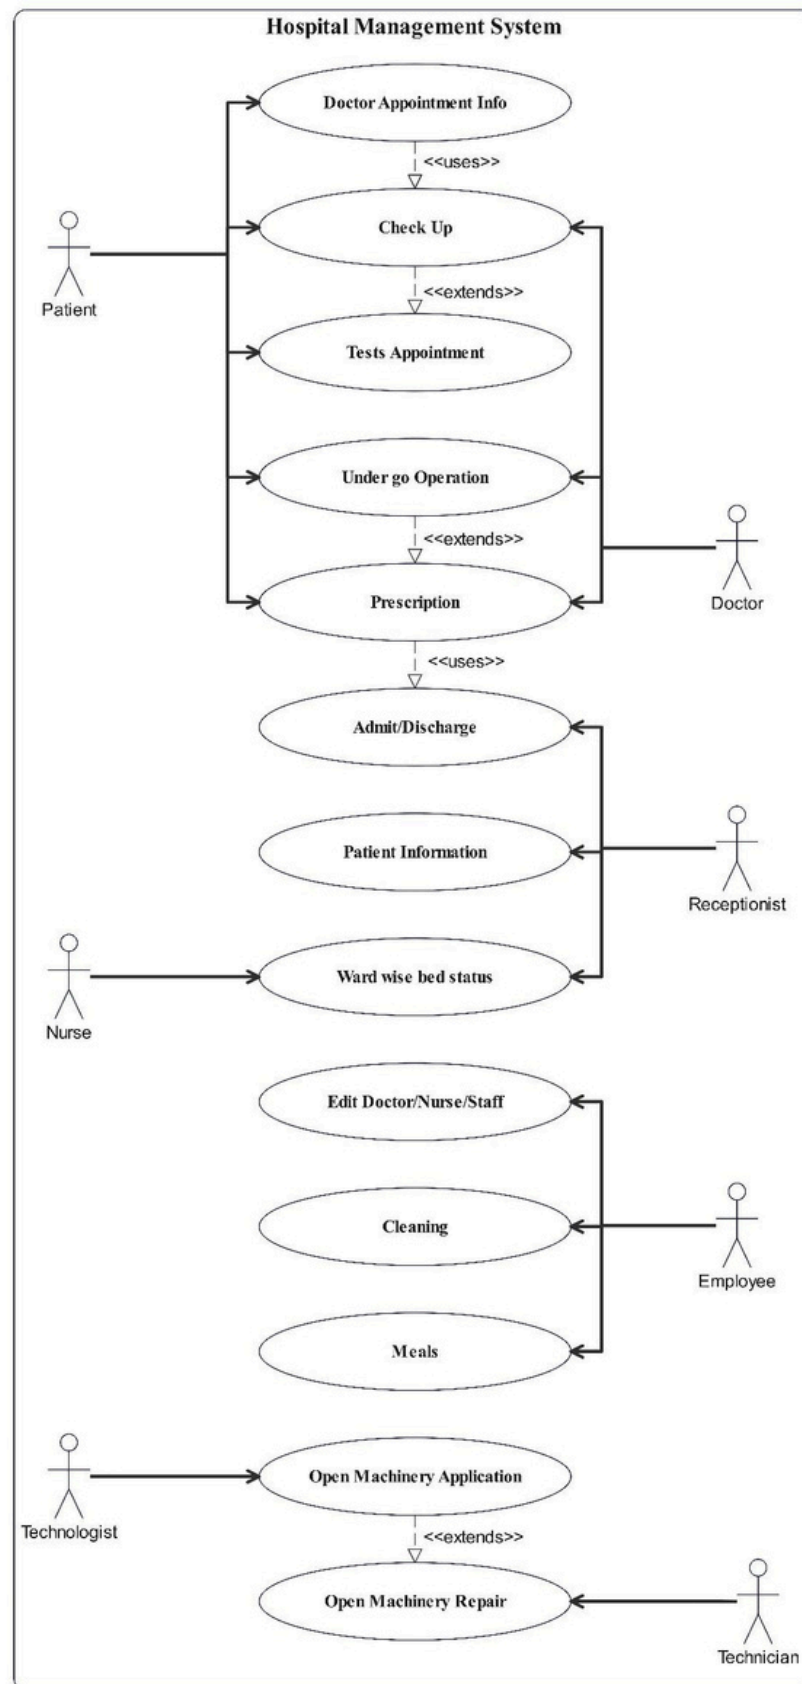 Hospital Management System
Doctor Appointment Info
<<uses>>
Check Up
Patient
<<extends>>
Tests Appointment
Under go Operation
<<extends>>
Prescription
Doctor
<<uses>>
Admit/Discharge
Patient Information
Receptionist
Ward wise bed status
Nurse
Edit Doctor/Nurse/Staff
Cleaning
Employee
Meals
Open Machinery Application
Technologist
<<extends>>
Open Machinery Repair
Technician